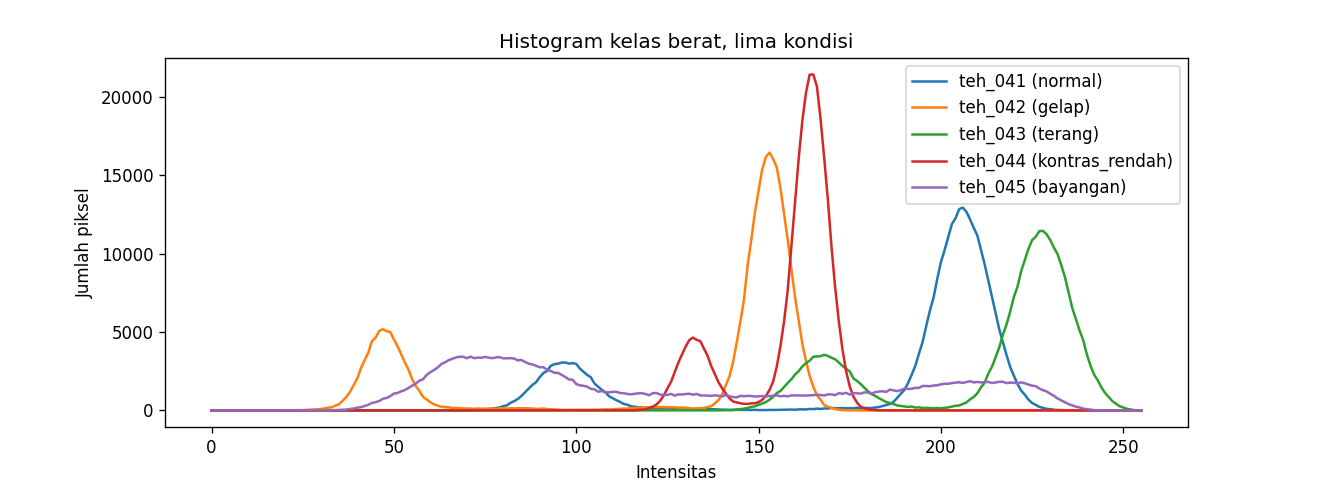 Histogram kelas berat, lima kondisi
teh_041 (normal)
teh_042 (gelap)
teh_043 (terang)
teh_044 (kontras_rendah)
teh_045 (bayangan)
Jumlah piksel
20000
15000
10000
5000
0
0 50 100 150 200 250
Intensitas